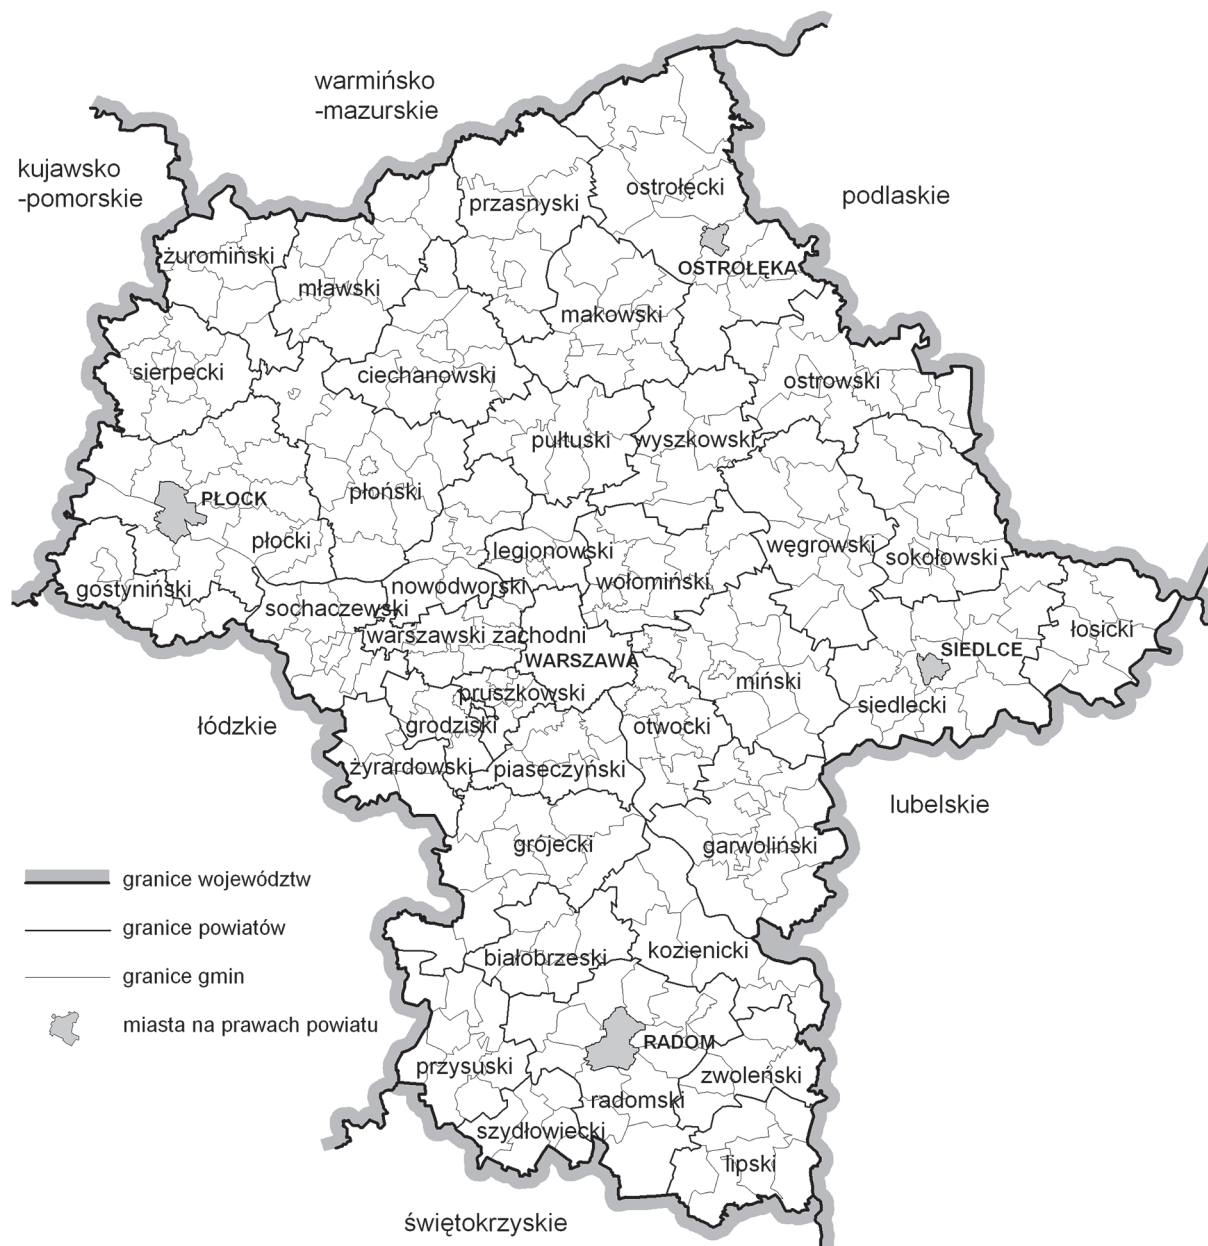 warmińsko
-mazurskie
kujawsko
-pomorskie
podlaskie
ostrołęcki
przasnyski
żuromiński
OSTROŁĘKA
mławski
makowski
sierpecki
ciechanowski
ostrowski
pułtuski
wyszkowski
PŁOCK
płoński
płocki
legionowski
węgrowski
sokołowski
gostyniński
nowodworski
wołomiński
sochaczewski
warszawski zachodni
łosicki
WARSZAWA
SIEDLCE
pruszkowski
miński
siedlecki
łódzkie
grodziski
otwocki
żyrardowski
piaseczyński
lubelskie
grójecki
garwoliński
granice województw
granice powiatów
białobrzeski
kozienicki
granice gmin
miasta na prawach powiatu
RADOM
przysuski
zwoleński
radomski
szydłowiecki
lipski
świętokrzyskie